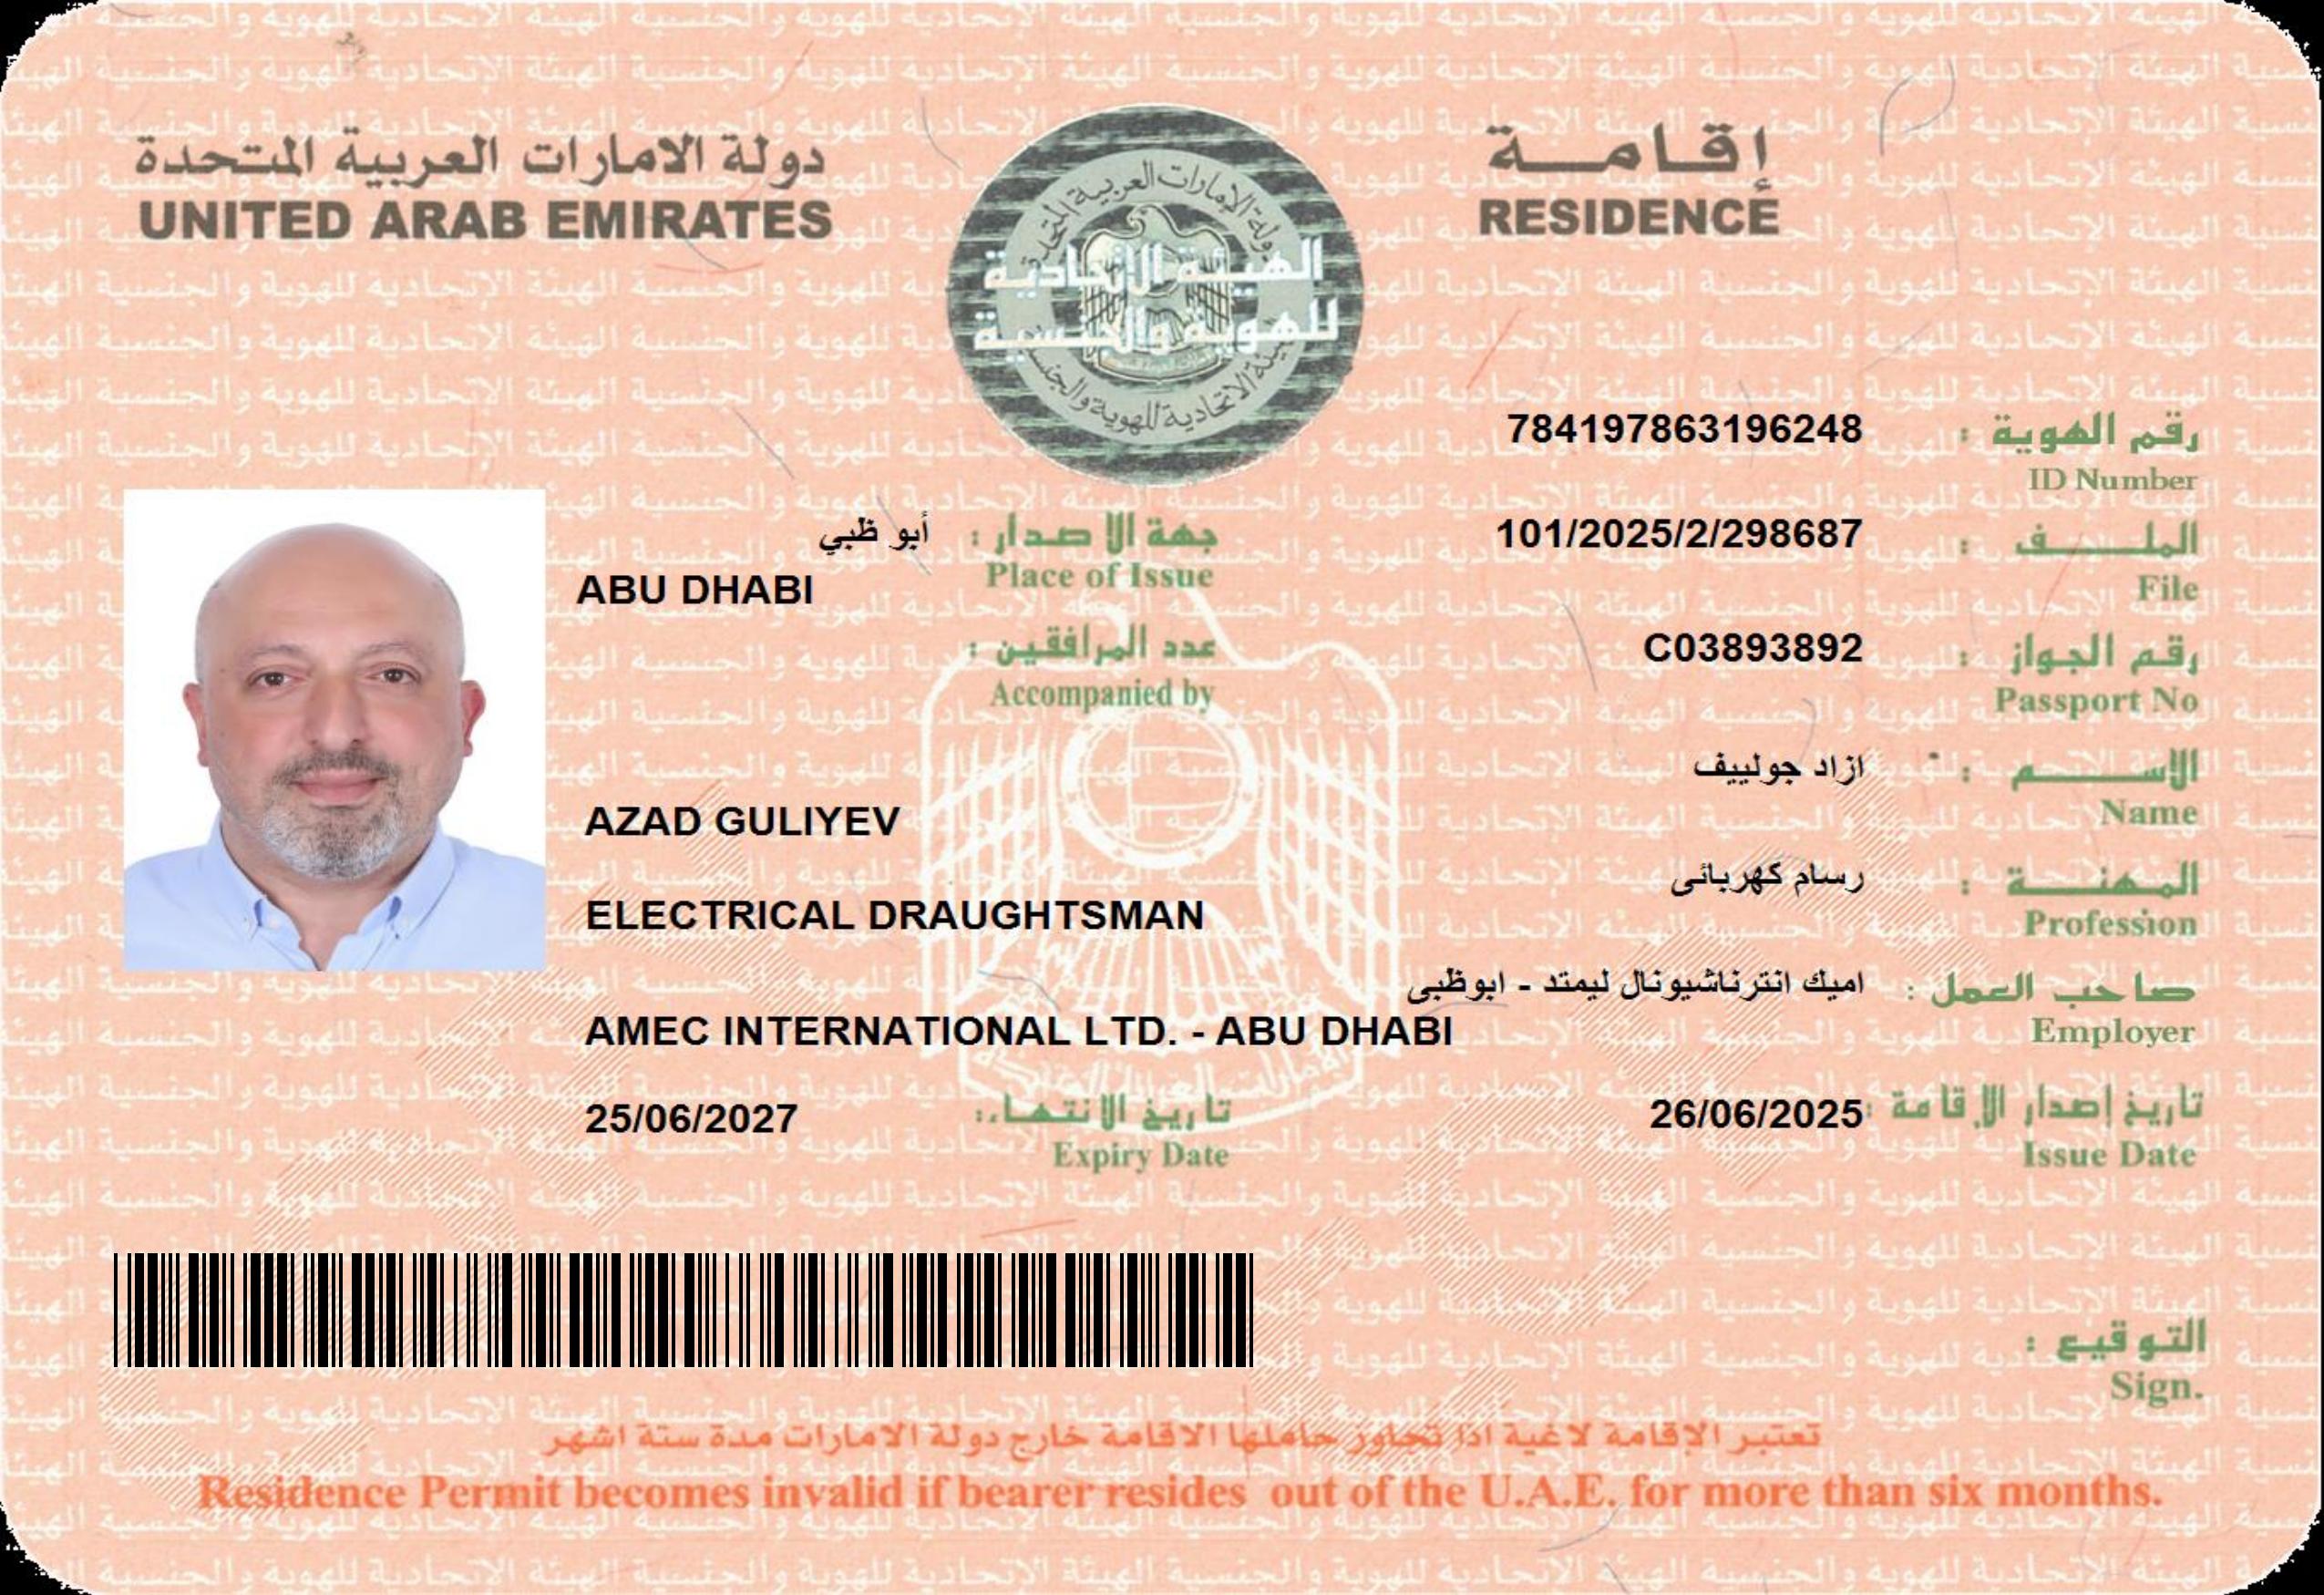 دولة الامارات العربية المتحدة
UNITED ARAB EMIRATES
إقامة
RESIDENCE
الهيئة الاتحادية
للهوية والجنسية
784197863196248
رقم الهوية :
ID Number
101/2025/2/298687
الملف :
File
أبو ظبي
جهة الاصدار :
ABU DHABI
Place of Issue
C03893892
رقم الجواز :
Passport No
عدد المرافقين :
Accompanied by
ازاد جولييف
الاسم :
Name
AZAD GULIYEV
رسام كهربائى
المهنة :
Profession
ELECTRICAL DRAUGHTSMAN
اميك انترناشيونال ليمتد - ابوظبى
صاحب العمل :
Employer
AMEC INTERNATIONAL LTD. - ABU DHABI
26/06/2025
تاريخ إصدار الإقامة :
Issue Date
25/06/2027
تاريخ الانتهاء :
Expiry Date
التوقيع :
Sign.
تعتبر الإقامة لاغية اذا تجاوز حاملها الاقامة خارج دولة الامارات مدة ستة اشهر
Residence Permit becomes invalid if bearer resides out of the U.A.E. for more than six months.